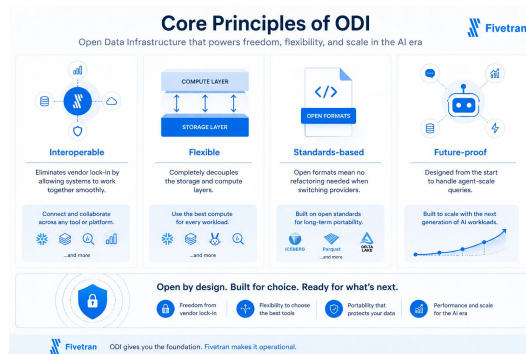 Core Principles of ODI
Fivetran
Open Data Infrastructure that powers freedom, flexibility, and scale in the AI era
COMPUTE LAYER
STORAGE LAYER
</>
OPEN FORMATS
Interoperable
Eliminates vendor lock-in by
allowing systems to work
together smoothly.
Connect and collaborate
across any tool or platform.
...and more
Flexible
Completely decouples
the storage and compute
layers.
Use the best compute
for every workload.
...and more
Standards-based
Open formats mean no
refactoring needed when
switching providers.
Built on open standards
for long-term portability.
ICEBERG
Parquet
DELTA LAKE
...and more
Future-proof
Designed from the start
to handle agent-scale
queries.
Built to scale with the next
generation of AI workloads.
Open by design. Built for choice. Ready for what's next.
Freedom from
vendor lock-in
Flexibility to choose
the best tools
Portability that
protects your data
Performance and scale
for the AI era
Fivetran
ODI gives you the foundation. Fivetran makes it operational.